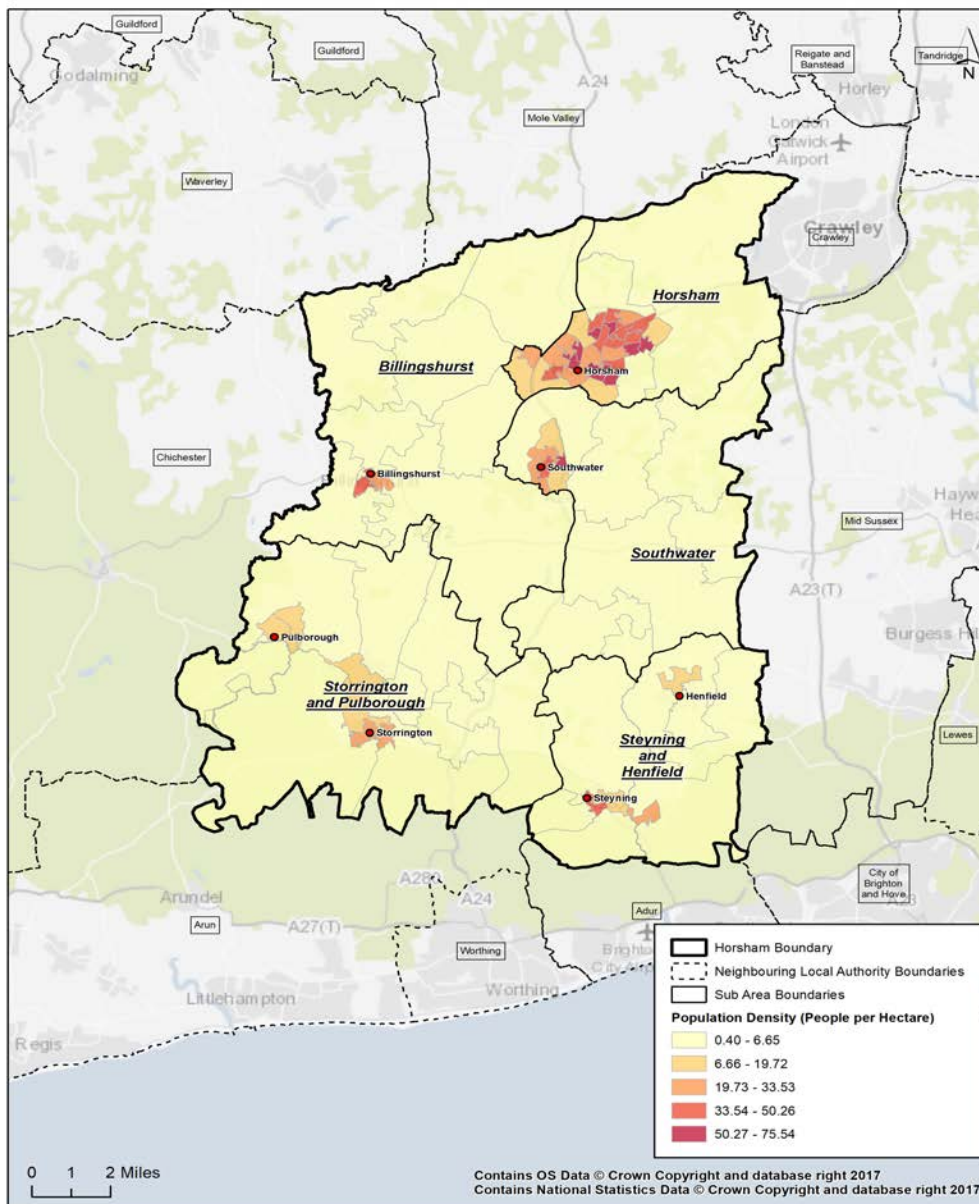 Guildford
Guildford
Godalming
A24
Reigate and
Banstead
Tandridge
N
Horley
Mole Valley
London
Gatwick
Airport
Waverley
Crawley
Crawley
Horsham
Billingshurst
Horsham
Chichester
Billingshurst
Southwater
Mid Sussex
Southwater
A23(T)
Pulborough
Storrington
and Pulborough
Henfield
Storrington
Steyning
and
Henfield
Lewes
Steyning
City of
Brighton
and Hove
Arundel
A24
Arun
A27(T)
Adur
Worthing
Worthing
Littlehampton
Regis
Horsham Boundary
Neighbouring Local Authority Boundaries
Sub Area Boundaries
Population Density (People per Hectare)
0.40 - 6.65
6.66 - 19.72
19.73 - 33.53
33.54 - 50.26
50.27 - 75.54
0 1 2 Miles
Contains OS Data © Crown Copyright and database right 2017
Contains National Statistics Data © Crown Copyright and database right 2017